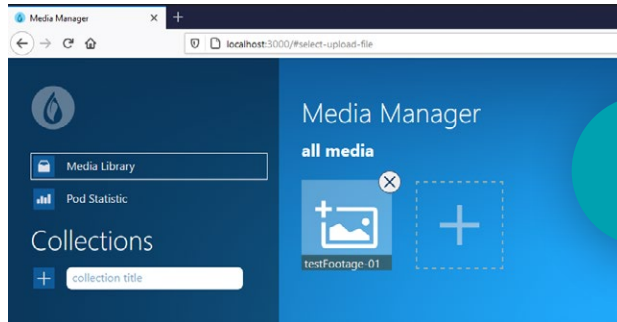 Media Manager
localhost:3000/#select-upload-file
Media Library
Pod Statistic
Collections
collection title
Media Manager
all media
testFootage-01